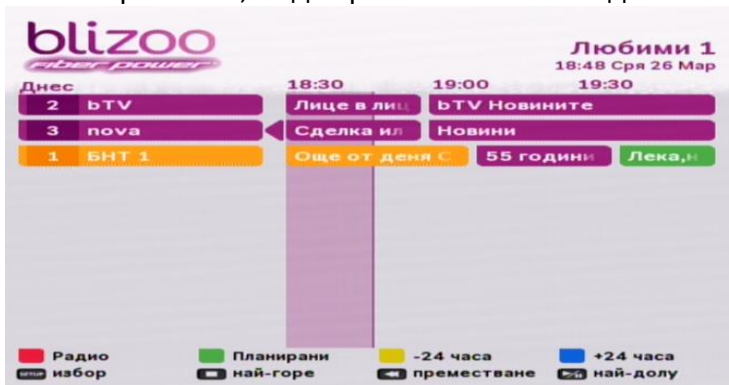 blizoo
Fiber power
Любими 1
18:48 Сря 26 Мар
Днес 18:30 19:00 19:30
2 bTV Лице в лиц bTV Новините
3 nova Сделка ил Новини
1 БНТ 1 Още от деня С 55 години Лека,н
Радио Планирани -24 часа +24 часа
SETUP избор най-горе преместване най-долу